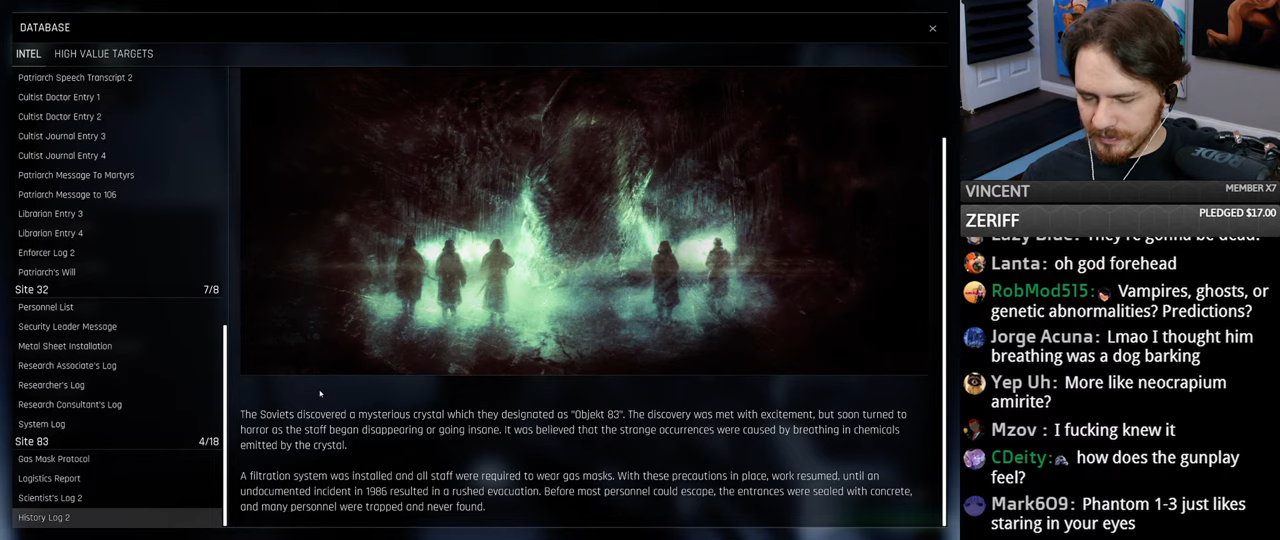 DATABASE
INTEL HIGH VALUE TARGETS
Patriarch Speech Transcript 2
Cultist Doctor Entry 1
Cultist Doctor Entry 2
Cultist Journal Entry 3
Cultist Journal Entry 4
Patriarch Message To Martyrs
Patriarch Message to 106
Librarian Entry 3
Librarian Entry 4
Enforcer Log 2
Patriarch's Will
Site 32 7/8
Personnel List
Security Leader Message
Metal Sheet Installation
Research Associate's Log
Researcher's Log
Research Consultant's Log
System Log
Site 83 4/18
Gas Mask Protocol
Logistics Report
Scientist's Log 2
History Log 2
The Soviets discovered a mysterious crystal which they designated as "Objekt 83". The discovery was met with excitement, but soon turned to
horror as the staff began disappearing or going insane. It was believed that the strange occurrences were caused by breathing in chemicals
emitted by the crystal.
A filtration system was installed and all staff were required to wear gas masks. With these precautions in place, work resumed, until an
undocumented incident in 1986 resulted in a rushed evacuation. Before most personnel could escape, the entrances were sealed with concrete,
and many personnel were trapped and never found.
RODE
VINCENT MEMBER X7
ZERIFF PLEDGED $17.00
Lazy Blue: They're gonna be dead!
Lanta: oh god forehead
RobMod515: Vampires, ghosts, or
genetic abnormalities? Predictions?
Jorge Acuna: Lmao I thought him
breathing was a dog barking
Yep Uh: More like neocrapium
amirite?
Mzov : I fucking knew it
CDeity: how does the gunplay
feel?
Mark609: Phantom 1-3 just likes
staring in your eyes